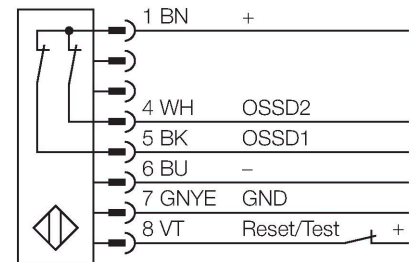 1 BN +
4 WH OSSD2
5 BK OSSD1
6 BU –
7 GNYE GND
8 VT Reset/Test +